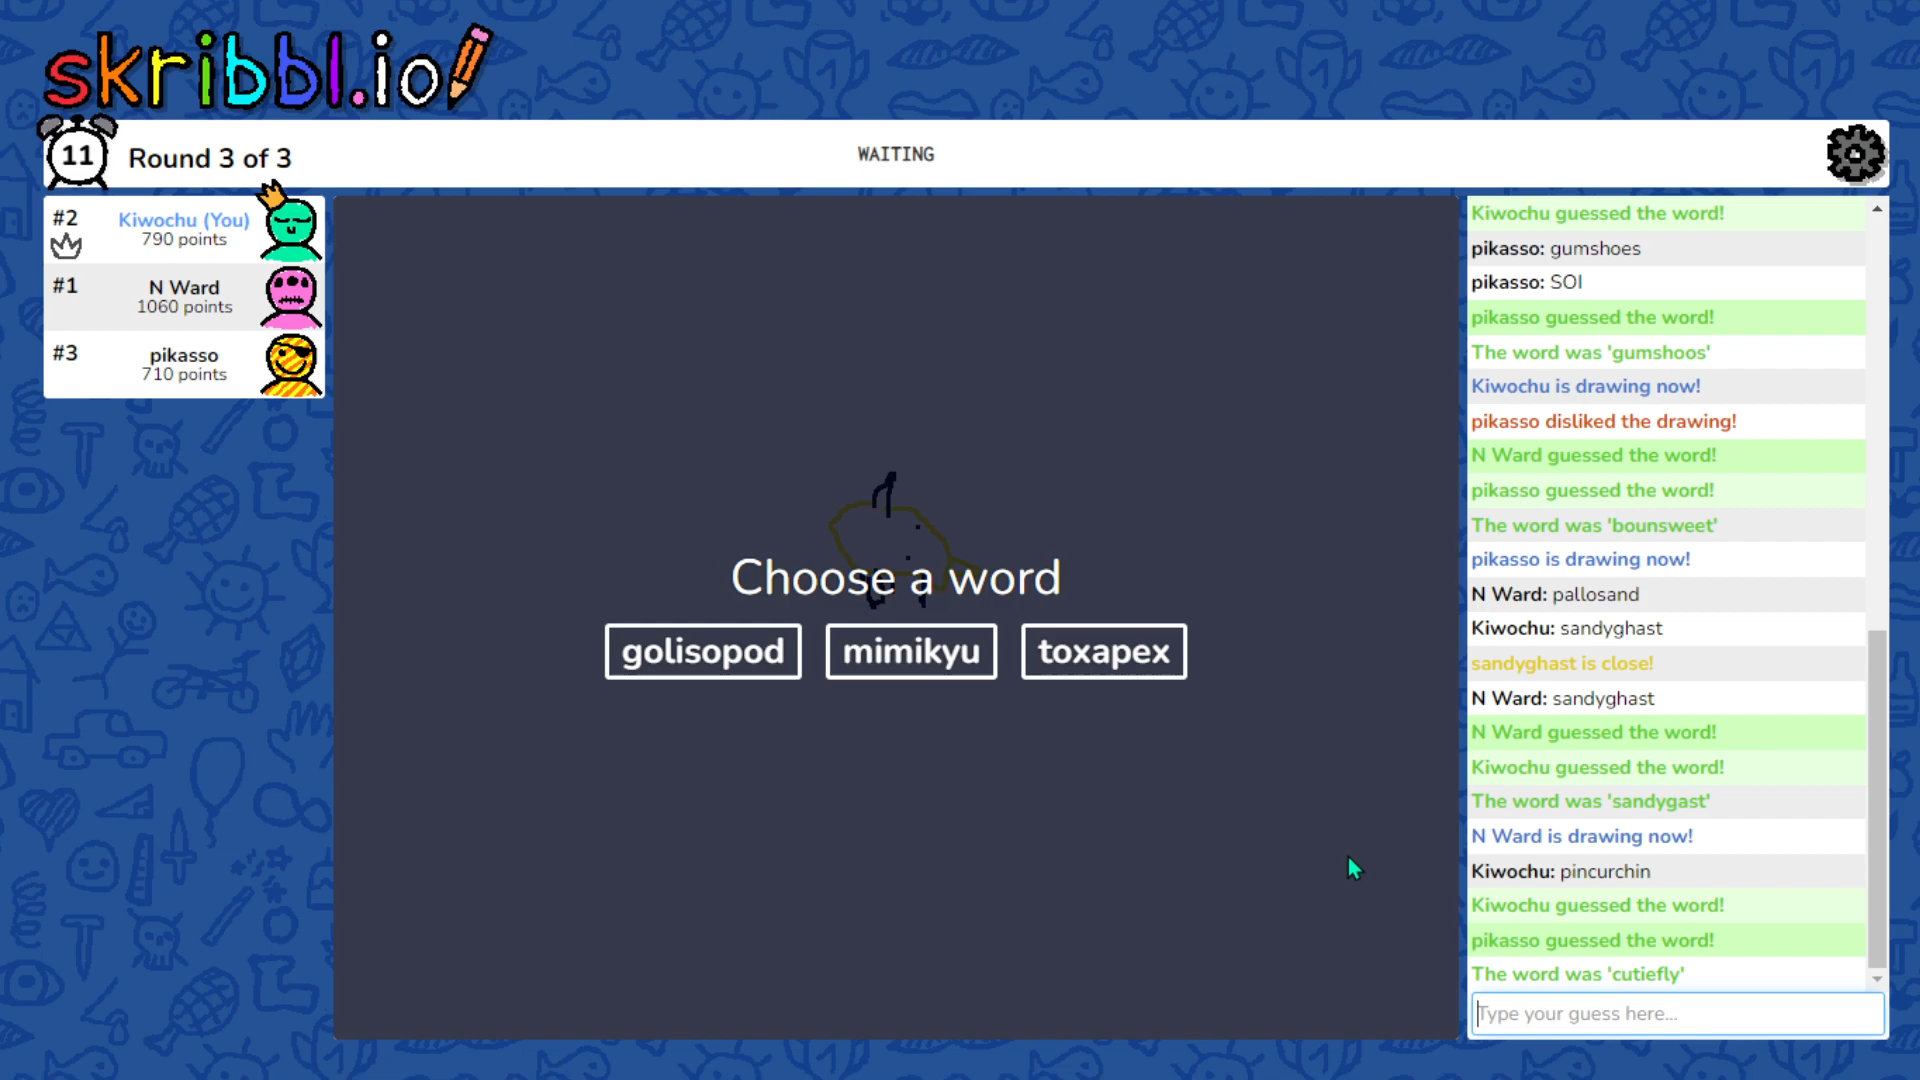 skribbl.io
11
Round 3 of 3
WAITING
#2
Kiwochu (You)
790 points
#1
N Ward
1060 points
#3
pikasso
710 points
Choose a word
golisopod
mimikyu
toxapex
Kiwochu guessed the word!
pikasso: gumshoes
pikasso: SOI
pikasso guessed the word!
The word was 'gumshoos'
Kiwochu is drawing now!
pikasso disliked the drawing!
N Ward guessed the word!
pikasso guessed the word!
The word was 'bounsweet'
pikasso is drawing now!
N Ward: pallosand
Kiwochu: sandyghast
sandyghast is close!
N Ward: sandyghast
N Ward guessed the word!
Kiwochu guessed the word!
The word was 'sandygast'
N Ward is drawing now!
Kiwochu: pincurchin
Kiwochu guessed the word!
pikasso guessed the word!
The word was 'cutiefly'
Type your guess here...